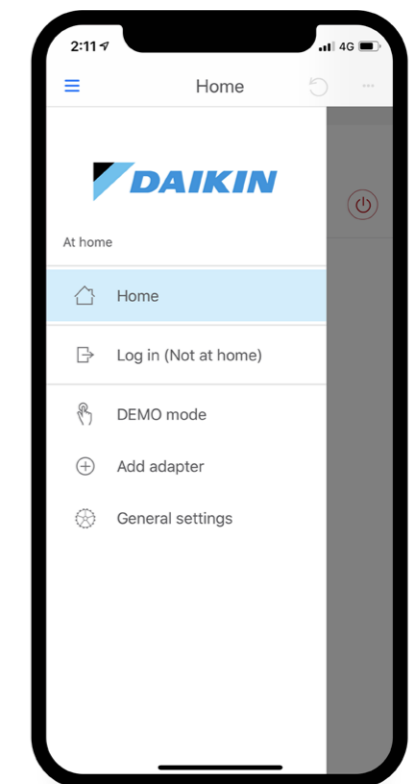 2:11 4G
Home
DAIKIN
At home
Home
Log in (Not at home)
DEMO mode
Add adapter
General settings